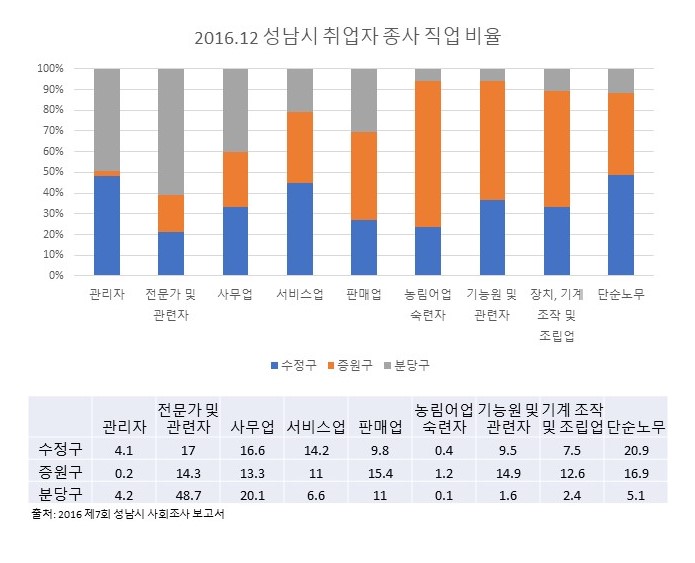 2016.12 성남시 취업자 종사 직업 비율
100%
90%
80%
70%
60%
50%
40%
30%
20%
10%
0%
관리자 전문가 및 사무업 서비스업 판매업 농림어업 기능원 및 장치, 기계 단순노무
관련자 숙련자 관련자 조작 및
조립업
수정구 증원구 분당구
전문가 및 농림어업 기능원 및 기계 조작
관리자 관련자 사무업 서비스업 판매업 숙련자 관련자 및 조립업 단순노무
수정구 4.1 17 16.6 14.2 9.8 0.4 9.5 7.5 20.9
증원구 0.2 14.3 13.3 11 15.4 1.2 14.9 12.6 16.9
분당구 4.2 48.7 20.1 6.6 11 0.1 1.6 2.4 5.1
출처: 2016 제7회 성남시 사회조사 보고서